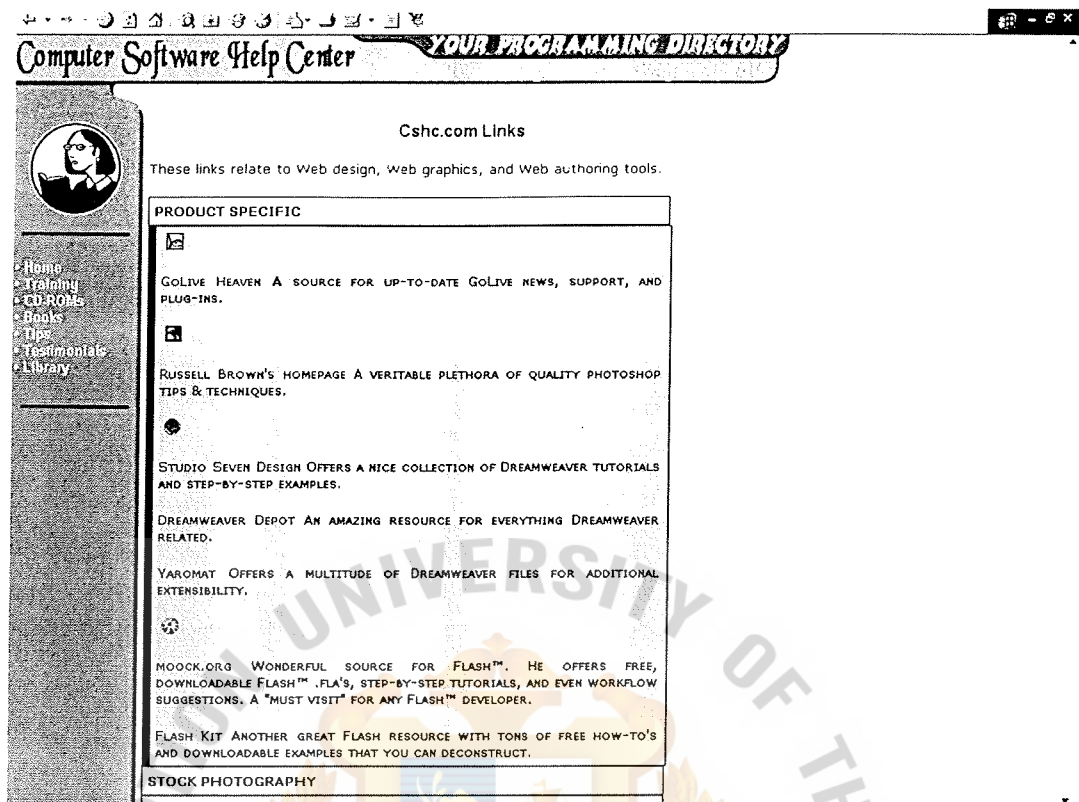 Computer Software Help Center
YOUR PROGRAMMING DIRECTORY
Cshc.com Links
These links relate to Web design, Web graphics, and Web authoring tools.
• Home
• Training
• CD-ROMs
• Books
• Tips
• Testimonials
• Library
PRODUCT SPECIFIC
GOLIVE HEAVEN A SOURCE FOR UP-TO-DATE GOLIVE NEWS, SUPPORT, AND
PLUG-INS.
RUSSELL BROWN'S HOMEPAGE A VERITABLE PLETHORA OF QUALITY PHOTOSHOP
TIPS & TECHNIQUES.
STUDIO SEVEN DESIGN OFFERS A NICE COLLECTION OF DREAMWEAVER TUTORIALS
AND STEP-BY-STEP EXAMPLES.
DREAMWEAVER DEPOT AN AMAZING RESOURCE FOR EVERYTHING DREAMWEAVER
RELATED.
YAROMAT OFFERS A MULTITUDE OF DREAMWEAVER FILES FOR ADDITIONAL
EXTENSIBILITY.
MOOCK.ORG WONDERFUL SOURCE FOR FLASH™. HE OFFERS FREE,
DOWNLOADABLE FLASH™ .FLA'S, STEP-BY-STEP TUTORIALS, AND EVEN WORKFLOW
SUGGESTIONS. A "MUST VISIT" FOR ANY FLASH™ DEVELOPER.
FLASH KIT ANOTHER GREAT FLASH RESOURCE WITH TONS OF FREE HOW-TO'S
AND DOWNLOADABLE EXAMPLES THAT YOU CAN DECONSTRUCT.
STOCK PHOTOGRAPHY
ON UNIVERSITY OF TH